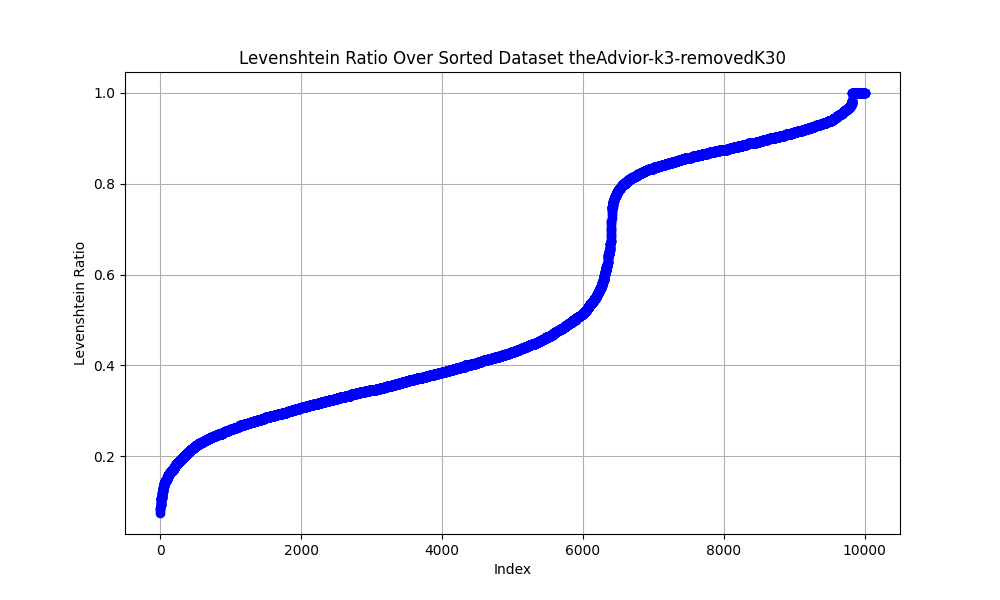 Levenshtein Ratio Over Sorted Dataset theAdvior-k3-removedK30
1.0
0.8
0.6
0.4
0.2
Levenshtein Ratio
0 2000 4000 6000 8000 10000
Index